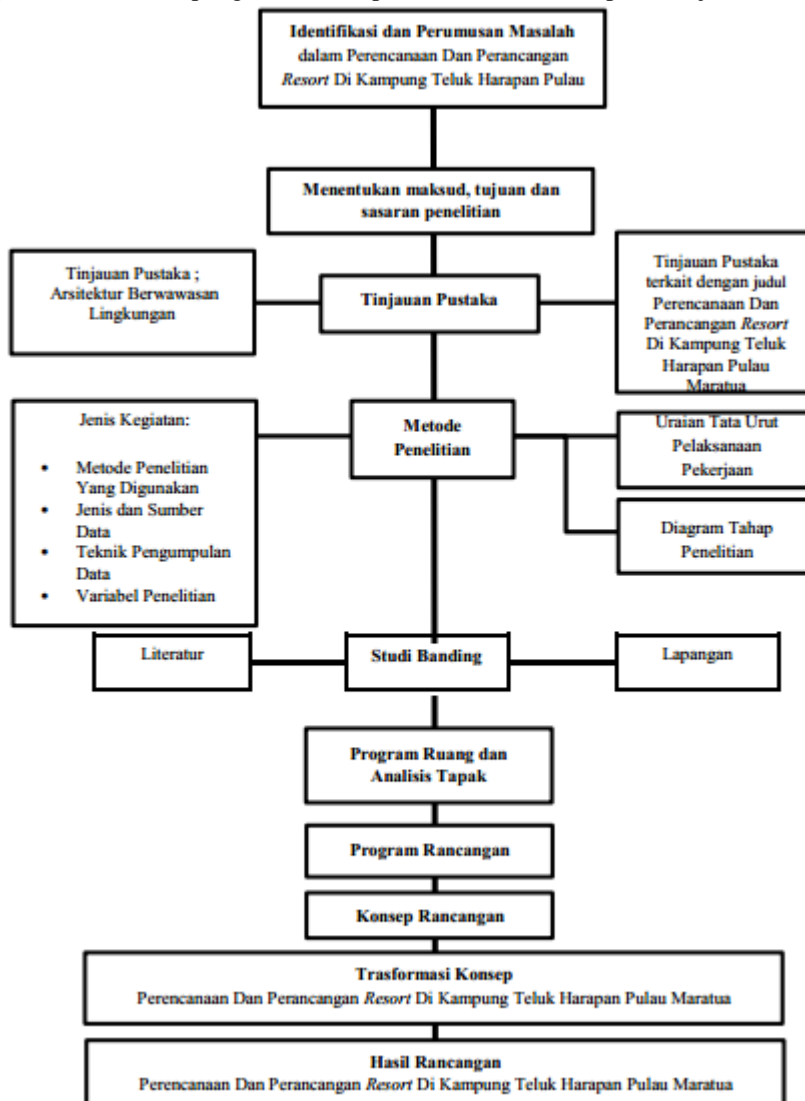 Identifikasi dan Perumusan Masalah
dalam Perencanaan Dan Perancangan
Resort Di Kampung Teluk Harapan Pulau
Menentukan maksud, tujuan dan
sasaran penelitian
Tinjauan Pustaka ;
Arsitektur Berwawasan
Lingkungan
Tinjauan Pustaka
Tinjauan Pustaka
terkait dengan judul
Perencanaan Dan
Perancangan Resort
Di Kampung Teluk
Harapan Pulau
Maratua
Jenis Kegiatan:
• Metode Penelitian
Yang Digunakan
• Jenis dan Sumber
Data
• Teknik Pengumpulan
Data
• Variabel Penelitian
Metode
Penelitian
Uraian Tata Urut
Pelaksanaan
Pekerjaan
Diagram Tahap
Penelitian
Literatur
Studi Banding
Lapangan
Program Ruang dan
Analisis Tapak
Program Rancangan
Konsep Rancangan
Trasformasi Konsep
Perencanaan Dan Perancangan Resort Di Kampung Teluk Harapan Pulau Maratua
Hasil Rancangan
Perencanaan Dan Perancangan Resort Di Kampung Teluk Harapan Pulau Maratua